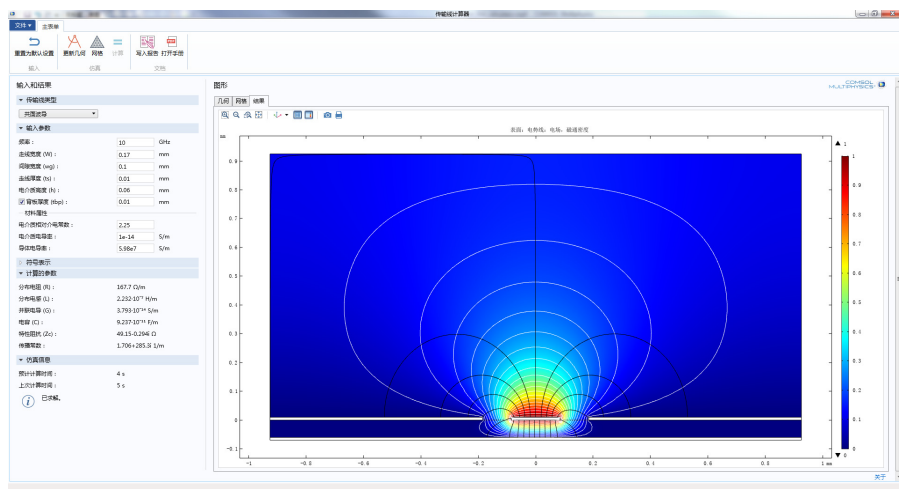 传输线计算器
文件 主表单
重置为默认设置 更新几何 网格 计算 写入报告 打开手册
输入 仿真 文档
输入和结果
传输线类型
共面波导
输入参数
频率： 10 GHz
走线宽度 (W)： 0.17 mm
间隙宽度 (wg)： 0.1 mm
走线厚度 (ts)： 0.01 mm
电介质高度 (h)： 0.06 mm
背板厚度 (tbp)： 0.01 mm
材料属性
电介质相对介电常数： 2.25
电介质电导率： 1e-14 S/m
导体电导率： 5.98e7 S/m
符号表示
计算的参数
分布电阻 (R)： 167.7 Ω/m
分布电感 (L)： 2.232·10⁻⁷ H/m
并联电导 (G)： 3.793·10⁻¹⁴ S/m
电容 (C)： 9.237·10⁻¹¹ F/m
特性阻抗 (Zc)： 49.15-0.294i Ω
传播常数： 1.706+285.3i 1/m
仿真信息
预计计算时间： 4 s
上次计算时间： 5 s
已求解。
图形
COMSOL
MULTIPHYSICS
几何 网格 结果
表面：电势线：电场：磁通密度
mm
▲ 1
1
0.9
0.8
0.7
0.6
0.5
0.4
0.3
0.2
0.1
0
-0.1
0.9
0.8
0.7
0.6
0.5
0.4
0.3
0.2
0.1
0
▼ 0
-1 -0.8 -0.6 -0.4 -0.2 0 0.2 0.4 0.6 0.8 1 mm
关于